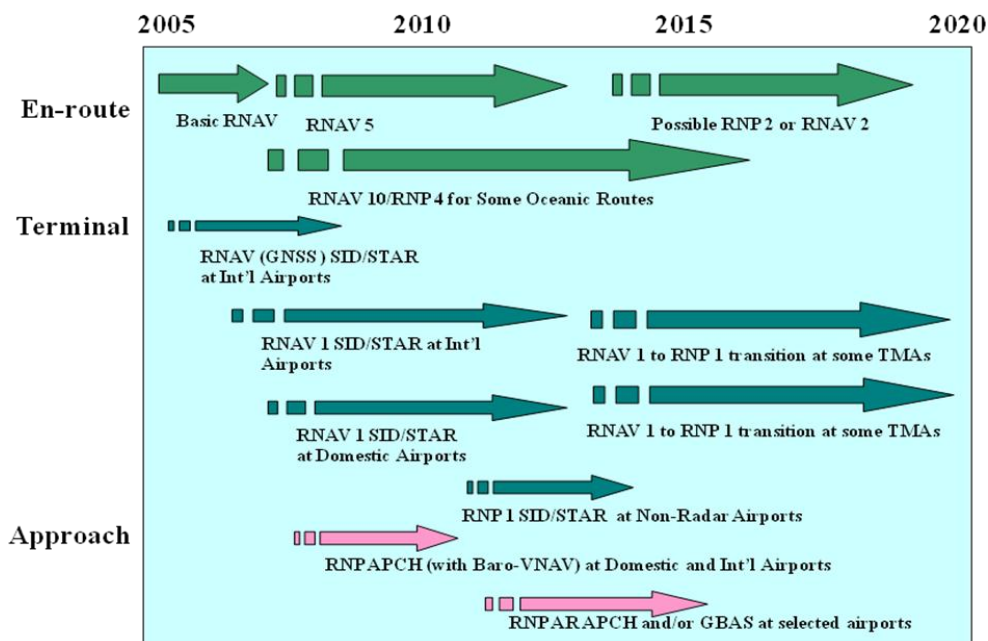 2005 2010 2015 2020
En-route
Basic RNAV
RNAV 5
Possible RNP 2 or RNAV 2
RNAV 10/RNP 4 for Some Oceanic Routes
Terminal
RNAV (GNSS) SID/STAR
at Int'l Airports
RNAV 1 SID/STAR at Int'l
Airports
RNAV 1 to RNP 1 transition at some TMAs
RNAV 1 SID/STAR
at Domestic Airports
RNAV 1 to RNP 1 transition at some TMAs
RNP 1 SID/STAR at Non-Radar Airports
Approach
RNPAPCH (with Baro-VNAV) at Domestic and Int'l Airports
RNPARAPCH and/or GBAS at selected airports